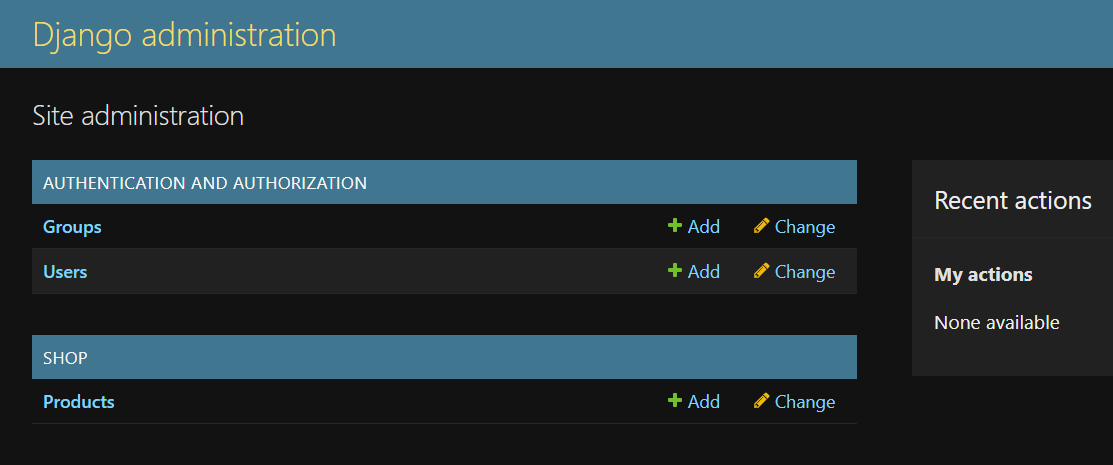 Django administration
Site administration
AUTHENTICATION AND AUTHORIZATION
Groups Add Change
Users Add Change
SHOP
Products Add Change
Recent actions
My actions
None available